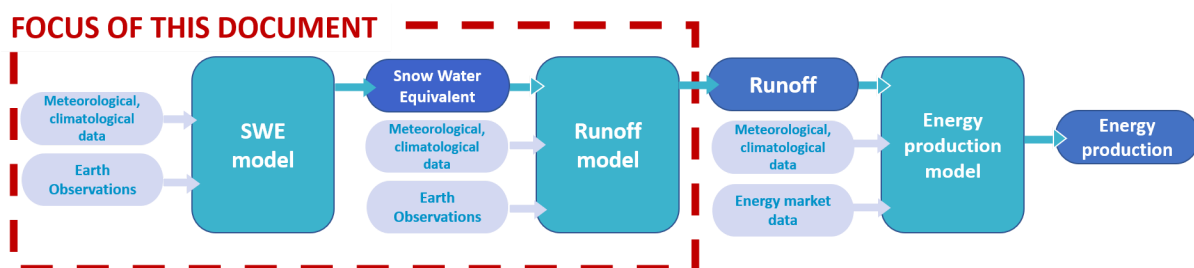 FOCUS OF THIS DOCUMENT
Meteorological,
climatological
data
Earth
Observations
SWE
model
Snow Water
Equivalent
Meteorological,
climatological
data
Earth
Observations
Runoff
model
Runoff
Meteorological,
climatological
data
Energy market
data
Energy
production
model
Energy
production